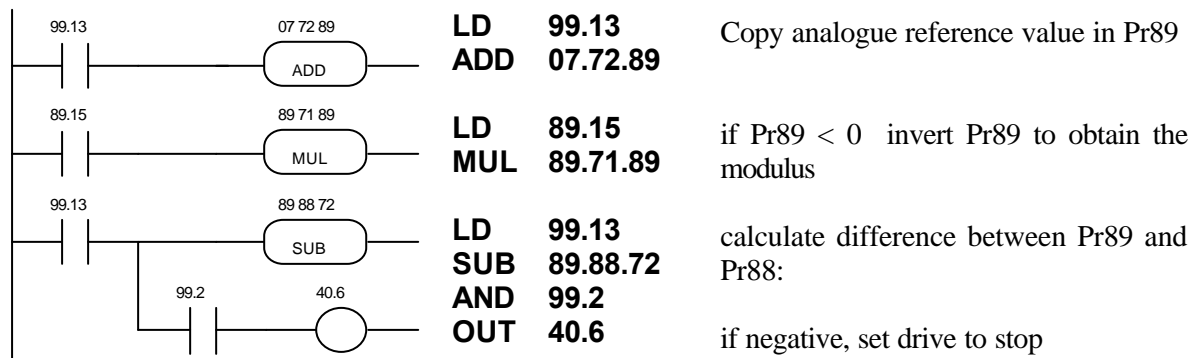 99.13 07 72 89
ADD
LD 99.13
ADD 07.72.89
Copy analogue reference value in Pr89
89.15 89 71 89
MUL
LD 89.15
MUL 89.71.89
if Pr89 < 0 invert Pr89 to obtain the
modulus
99.13 89 88 72
SUB
99.2 40.6
LD 99.13
SUB 89.88.72
AND 99.2
OUT 40.6
calculate difference between Pr89 and
Pr88:
if negative, set drive to stop